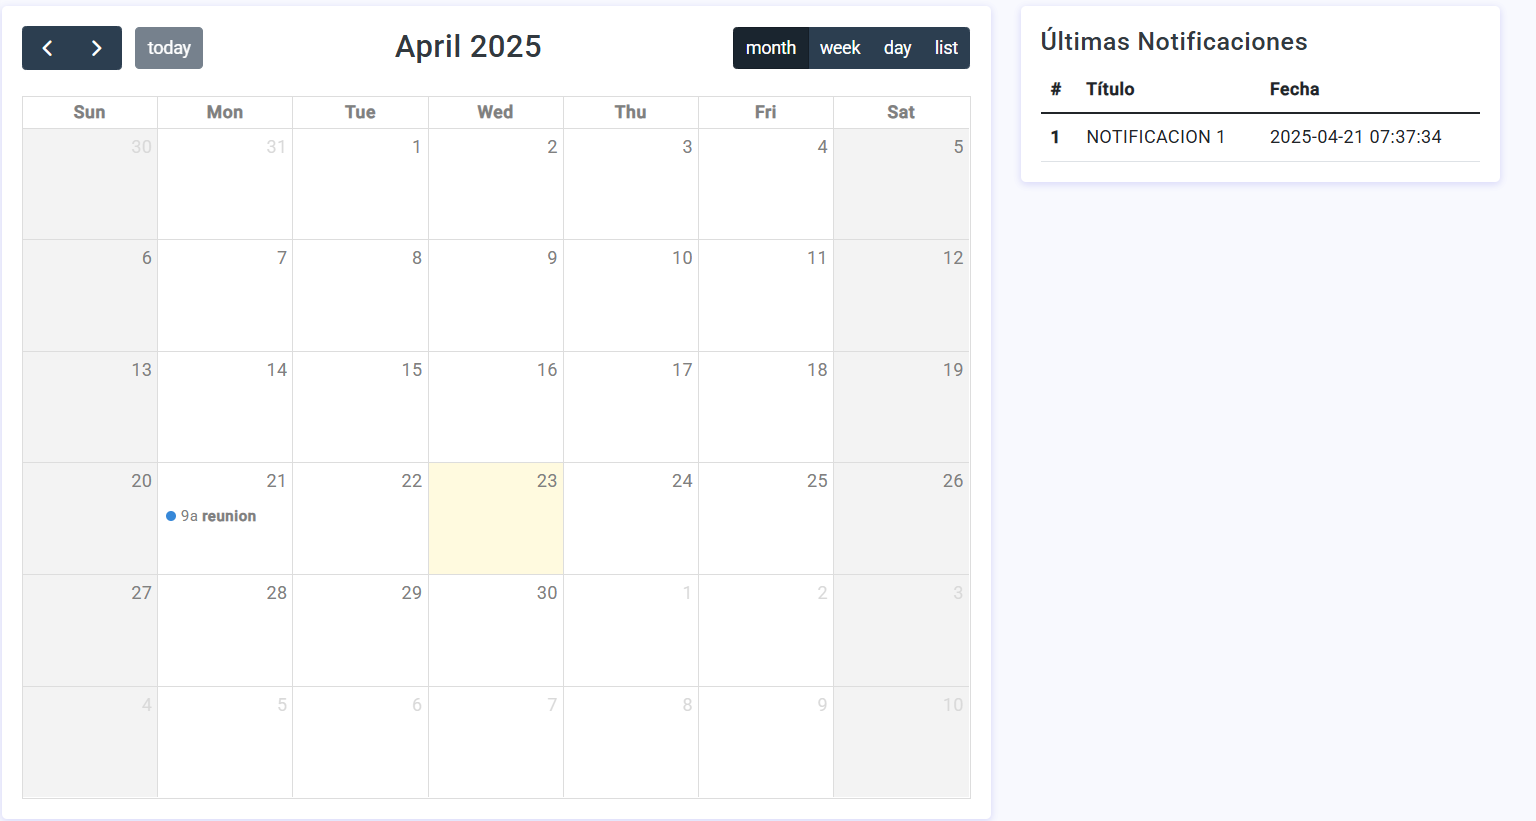 today
April 2025
month week day list
Sun Mon Tue Wed Thu Fri Sat
30 31 1 2 3 4 5
6 7 8 9 10 11 12
13 14 15 16 17 18 19
20 21 22 23 24 25 26
9a reunion
27 28 29 30 1 2 3
4 5 6 7 8 9 10
Últimas Notificaciones
# Título Fecha
1 NOTIFICACION 1 2025-04-21 07:37:34